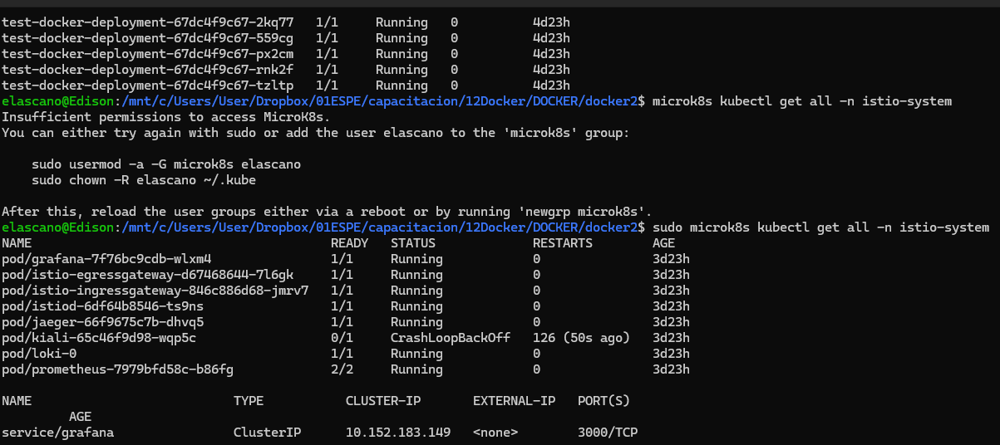 test-docker-deployment-67dc4f9c67-2kq77   1/1     Running   0          4d23h
test-docker-deployment-67dc4f9c67-559cg   1/1     Running   0          4d23h
test-docker-deployment-67dc4f9c67-px2cm   1/1     Running   0          4d23h
test-docker-deployment-67dc4f9c67-rnk2f   1/1     Running   0          4d23h
test-docker-deployment-67dc4f9c67-tzltp   1/1     Running   0          4d23h
elascano@Edison:/mnt/c/Users/User/Dropbox/01ESPE/capacitacion/12Docker/DOCKER/docker2$ microk8s kubectl get all -n istio-system
Insufficient permissions to access MicroK8s.
You can either try again with sudo or add the user elascano to the 'microk8s' group:
    sudo usermod -a -G microk8s elascano
    sudo chown -R elascano ~/.kube
After this, reload the user groups either via a reboot or by running 'newgrp microk8s'.
elascano@Edison:/mnt/c/Users/User/Dropbox/01ESPE/capacitacion/12Docker/DOCKER/docker2$ sudo microk8s kubectl get all -n istio-system
NAME                                        READY   STATUS             RESTARTS        AGE
pod/grafana-7f76bc9cdb-wlxm4                1/1     Running            0               3d23h
pod/istio-egressgateway-d67468644-7l6gk     1/1     Running            0               3d23h
pod/istio-ingressgateway-846c886d68-jmrv7   1/1     Running            0               3d23h
pod/istiod-6df64b8546-ts9ns                 1/1     Running            0               3d23h
pod/jaeger-66f9675c7b-dhvq5                 1/1     Running            0               3d23h
pod/kiali-65c46f9d98-wqp5c                  0/1     CrashLoopBackOff   126 (50s ago)   3d23h
pod/loki-0                                  1/1     Running            0               3d23h
pod/prometheus-7979bfd58c-b86fg             2/2     Running            0               3d23h
NAME                           TYPE           CLUSTER-IP       EXTERNAL-IP   PORT(S)
         AGE
service/grafana                ClusterIP      10.152.183.149   <none>        3000/TCP